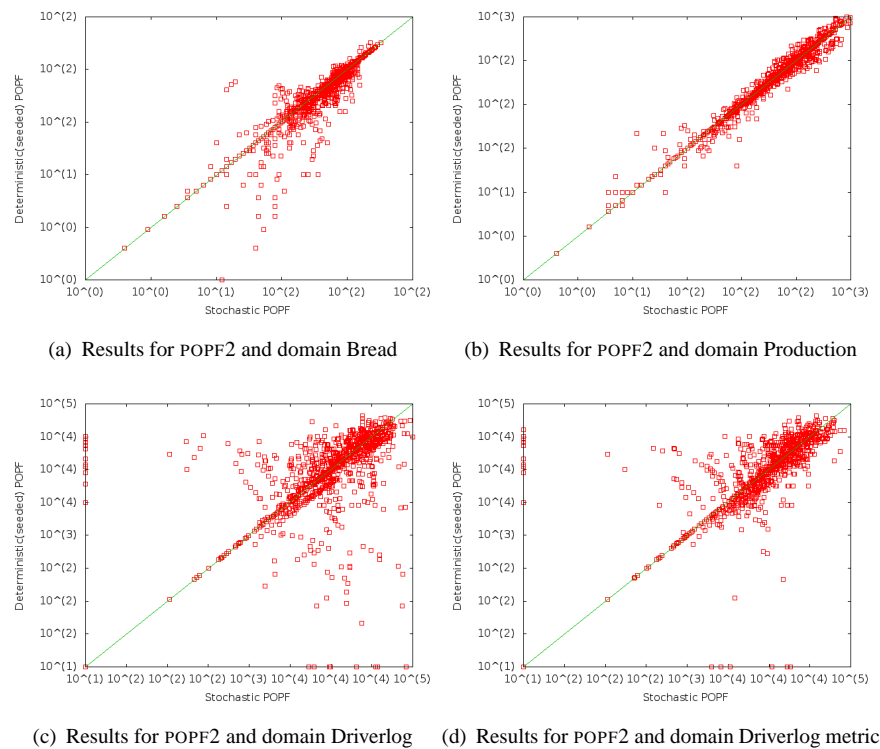 10^(2)
10^(2)
10^(2)
10^(1)
10^(0)
10^(0)
Deterministic(seeded) POPF
10^(0) 10^(0) 10^(1) 10^(2) 10^(2) 10^(2)
Stochastic POPF
(a) Results for POPF2 and domain Bread
10^(3)
10^(2)
10^(2)
10^(2)
10^(1)
10^(0)
10^(0)
Deterministic(seeded) POPF
10^(0) 10^(0) 10^(1) 10^(2) 10^(2) 10^(2) 10^(3)
Stochastic POPF
(b) Results for POPF2 and domain Production
10^(5)
10^(4)
10^(4)
10^(4)
10^(3)
10^(2)
10^(2)
10^(2)
10^(1)
Deterministic(seeded) POPF
10^(1) 10^(2) 10^(2) 10^(2) 10^(3) 10^(4) 10^(4) 10^(4) 10^(5)
Stochastic POPF
(c) Results for POPF2 and domain Driverlog
10^(5)
10^(4)
10^(4)
10^(4)
10^(3)
10^(2)
10^(2)
10^(2)
10^(1)
Deterministic(seeded) POPF
10^(1) 10^(2) 10^(2) 10^(2) 10^(3) 10^(4) 10^(4) 10^(4) 10^(5)
Stochastic POPF
(d) Results for POPF2 and domain Driverlog metric